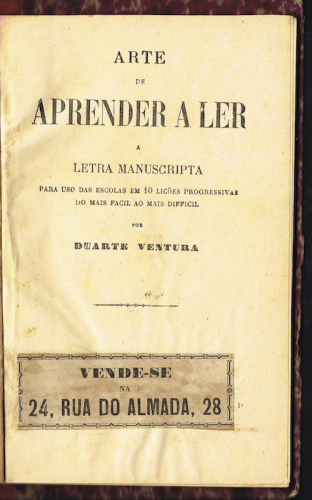 ARTE
DE
APRENDER A LER
A
LETRA MANUSCRIPTA
PARA USO DAS ESCOLAS EM 10 LICÕES PROGRESSIVAS
DO MAIS FACIL AO MAIS DIFFICIL
POR
DUARTE VENTURA
VENDE-SE
NA
24, RUA DO ALMADA, 28